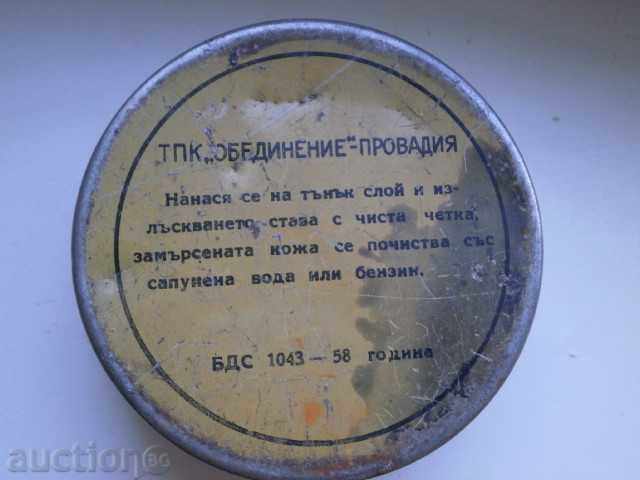 ТПК „ОБЕДИНЕНИЕ"-ПРОВАДИЯ
Нанася се на тънък слой и из-
лъскването става с чиста четка,
замърсената кожа се почиства със
сапунена вода или бензин.
БДС 1043 — 58 година
auction BG